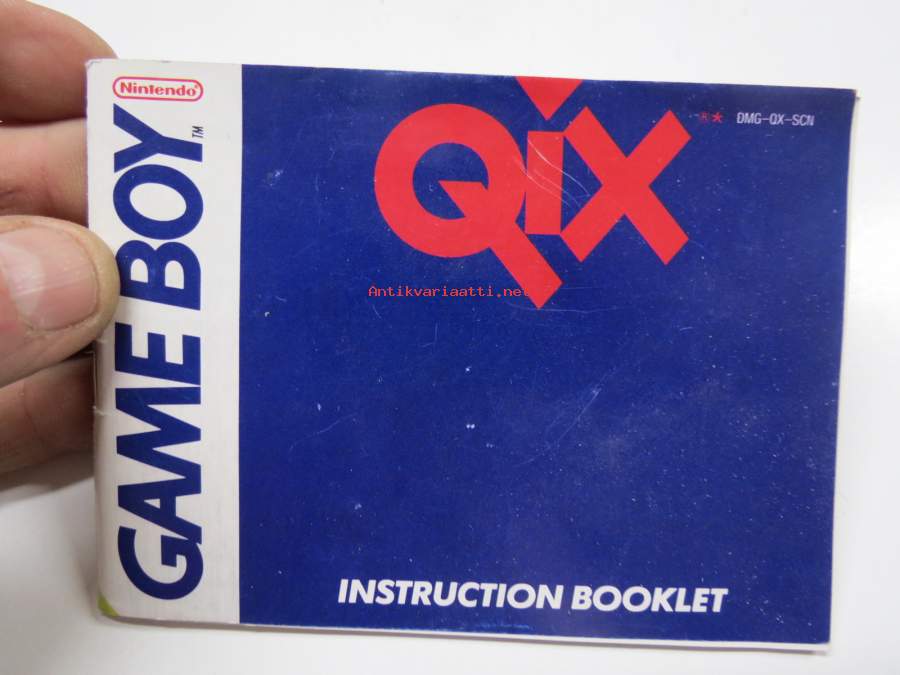 Nintendo®
GAME BOY™
QiX
®* DMG-QX-SCN
Antikvariaatti.net
INSTRUCTION BOOKLET